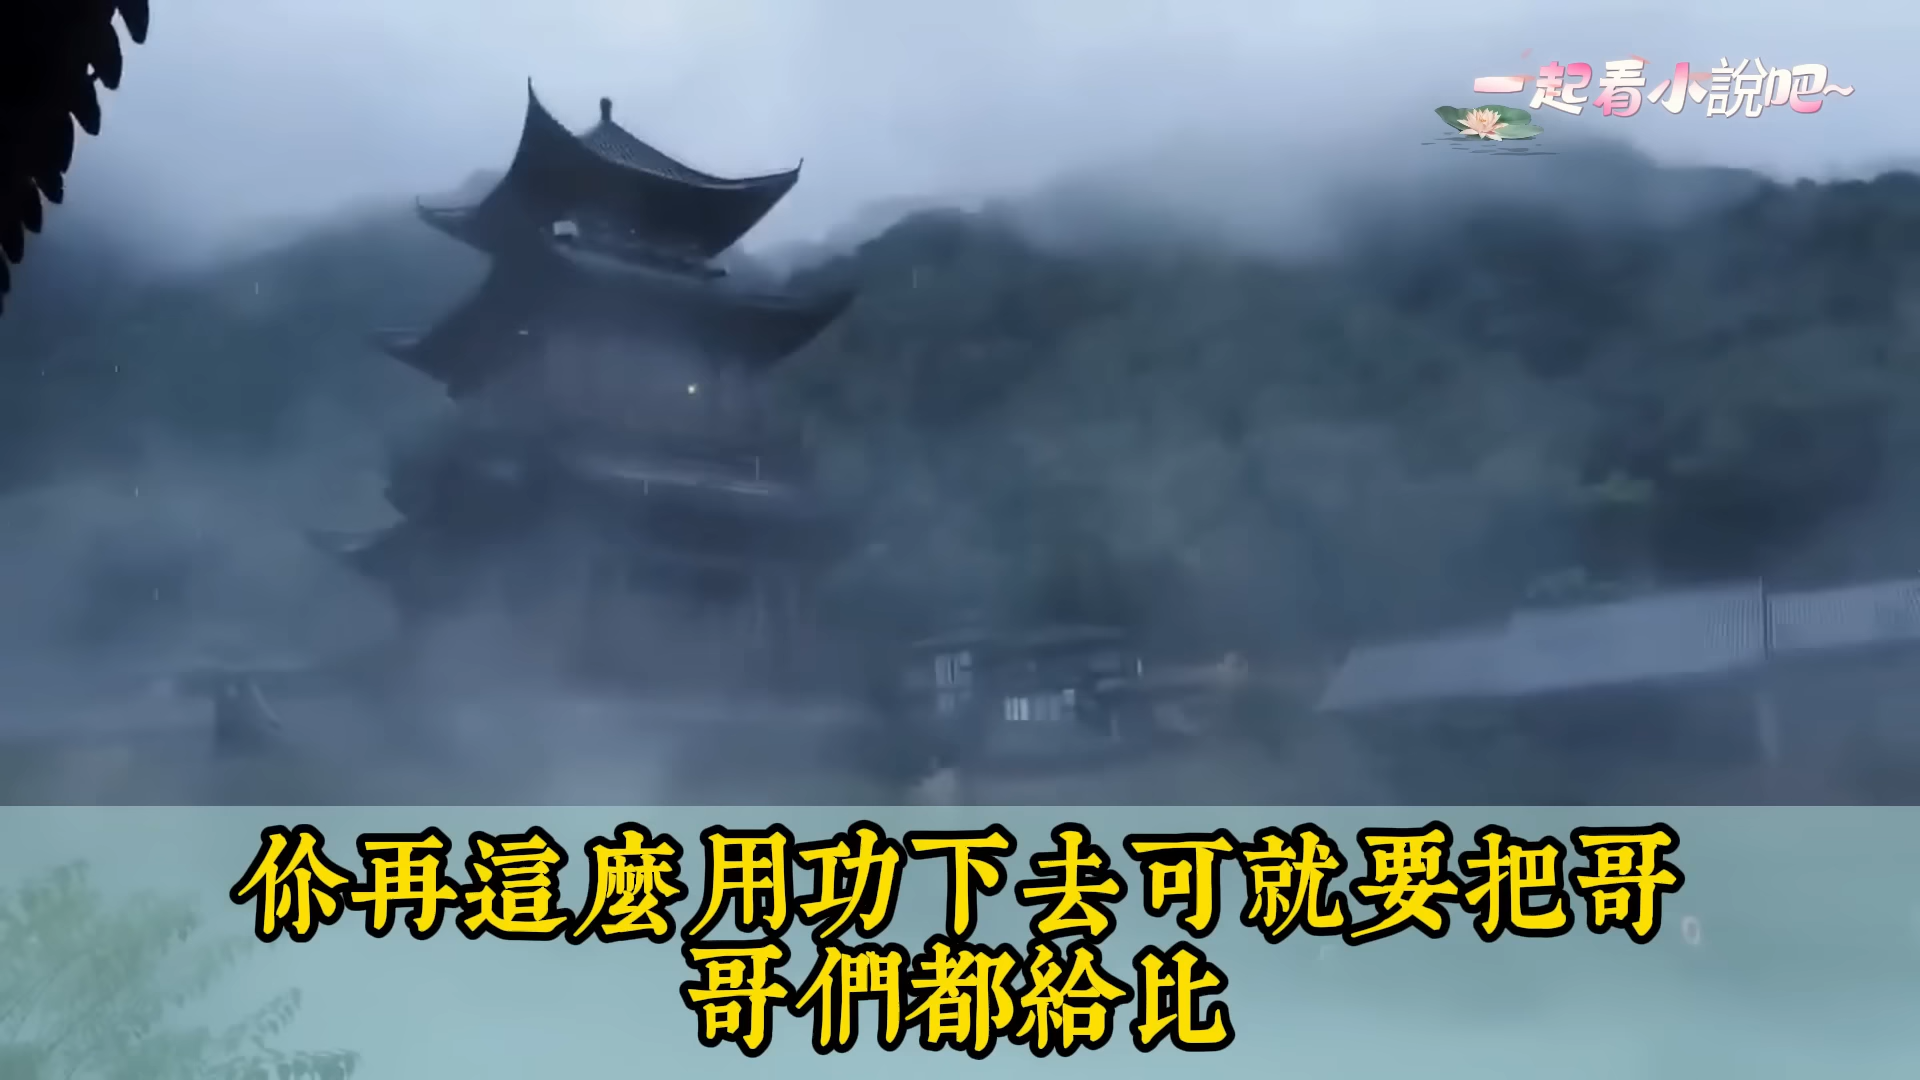 一起看小說吧~
你再這麼用功下去可就要把哥
哥們都給比